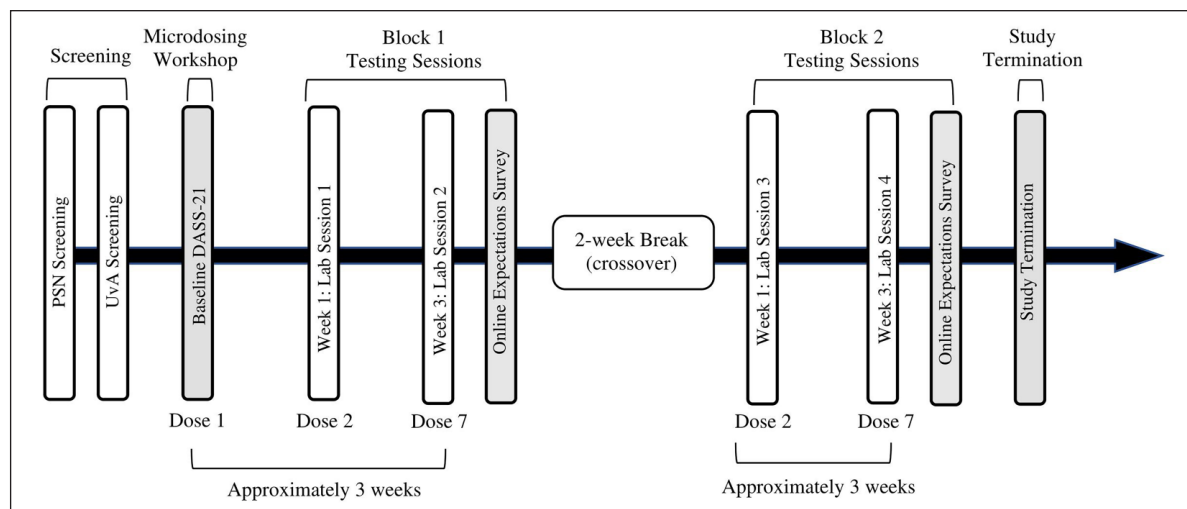 Screening
Microdosing
Workshop
Block 1
Testing Sessions
Block 2
Testing Sessions
Study
Termination
PSN Screening
UvA Screening
Baseline DASS-21
Week 1: Lab Session 1
Week 3: Lab Session 2
Online Expectations Survey
2-week Break
(crossover)
Week 1: Lab Session 3
Week 3: Lab Session 4
Online Expectations Survey
Study Termination
Dose 1
Dose 2
Dose 7
Dose 2
Dose 7
Approximately 3 weeks
Approximately 3 weeks